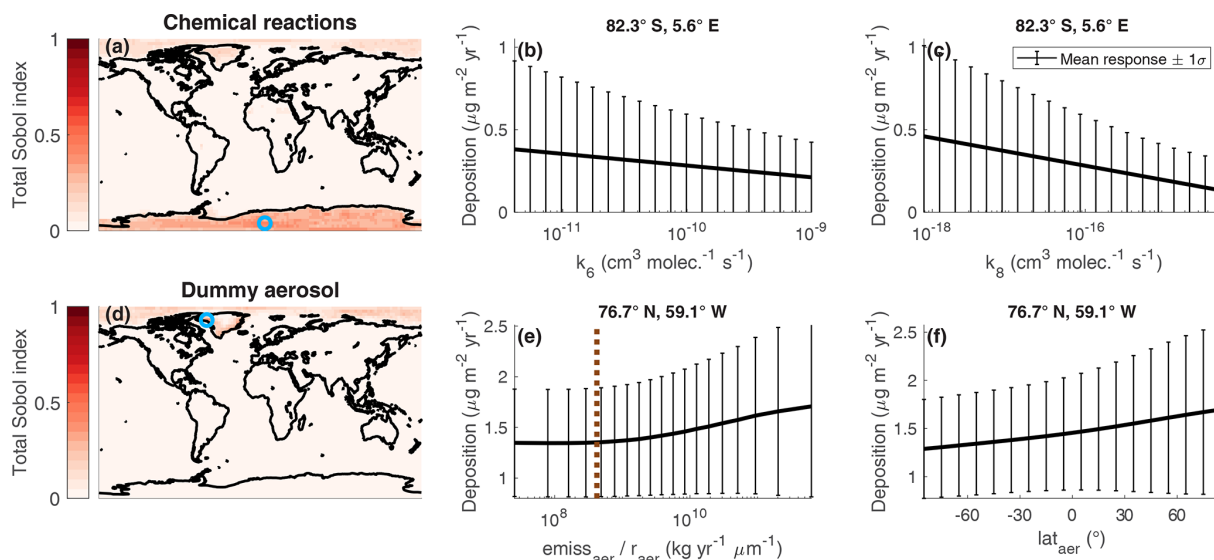 Chemical reactions
(a)
1
0.5
0
Total Sobol index
82.3° S, 5.6° E
(b)
1
0.5
0
Deposition (μg m⁻² yr⁻¹)
10⁻¹¹ 10⁻¹⁰ 10⁻⁹
k₆ (cm³ molec.⁻¹ s⁻¹)
82.3° S, 5.6° E
(c)
Mean response ± 1σ
1
0.5
0
Deposition (μg m⁻² yr⁻¹)
10⁻¹⁸ 10⁻¹⁶
k₈ (cm³ molec.⁻¹ s⁻¹)
Dummy aerosol
(d)
1
0.5
0
Total Sobol index
76.7° N, 59.1° W
(e)
2.5
2
1.5
1
Deposition (μg m⁻² yr⁻¹)
10⁸ 10¹⁰
emiss_aer / r_aer (kg yr⁻¹ μm⁻¹)
76.7° N, 59.1° W
(f)
2.5
2
1.5
1
Deposition (μg m⁻² yr⁻¹)
-60 -30 0 30 60
lat_aer (°)